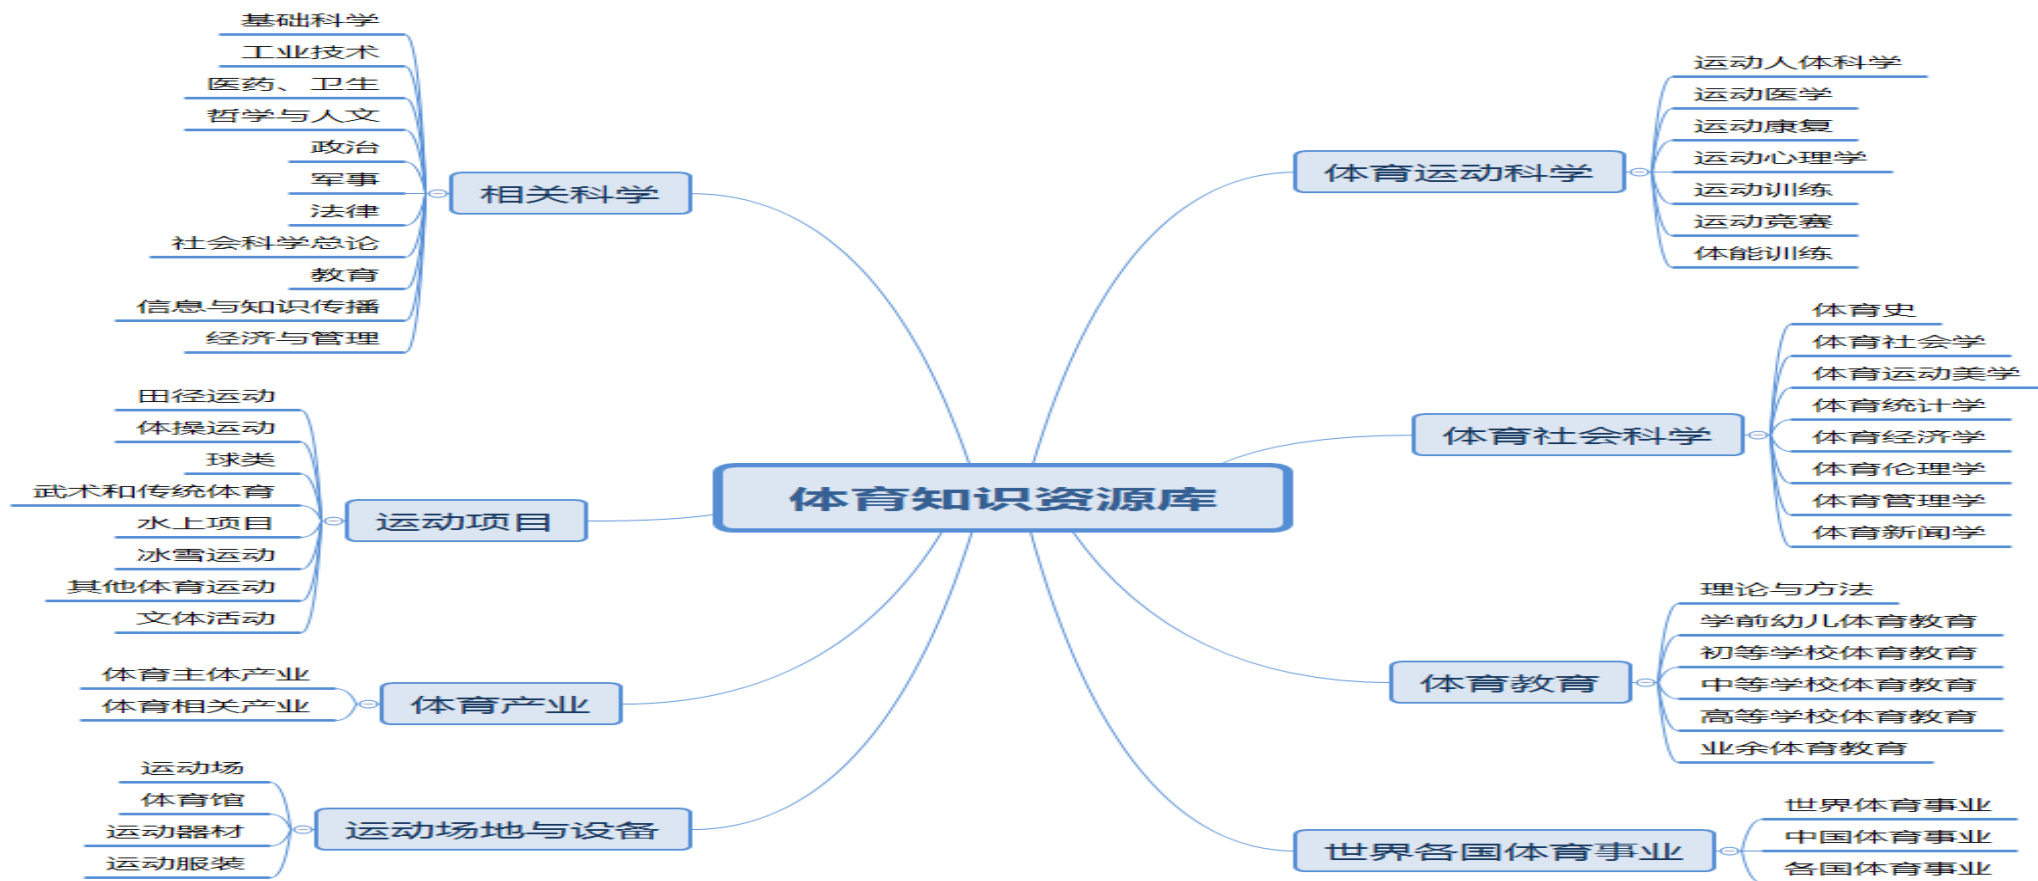 体育知识资源库
体育运动科学
运动人体科学
运动医学
运动康复
运动心理学
运动训练
运动竞赛
体能训练
体育社会科学
体育史
体育社会学
体育运动美学
体育统计学
体育经济学
体育伦理学
体育管理学
体育新闻学
体育教育
理论与方法
学前幼儿体育教育
初等学校体育教育
中等学校体育教育
高等学校体育教育
业余体育教育
世界各国体育事业
世界体育事业
中国体育事业
各国体育事业
相关科学
基础科学
工业技术
医药、卫生
哲学与人文
政治
军事
法律
社会科学总论
教育
信息与知识传播
经济与管理
运动项目
田径运动
体操运动
球类
武术和传统体育
水上项目
冰雪运动
其他体育运动
文体活动
体育产业
体育主体产业
体育相关产业
运动场地与设备
运动场
体育馆
运动器材
运动服装